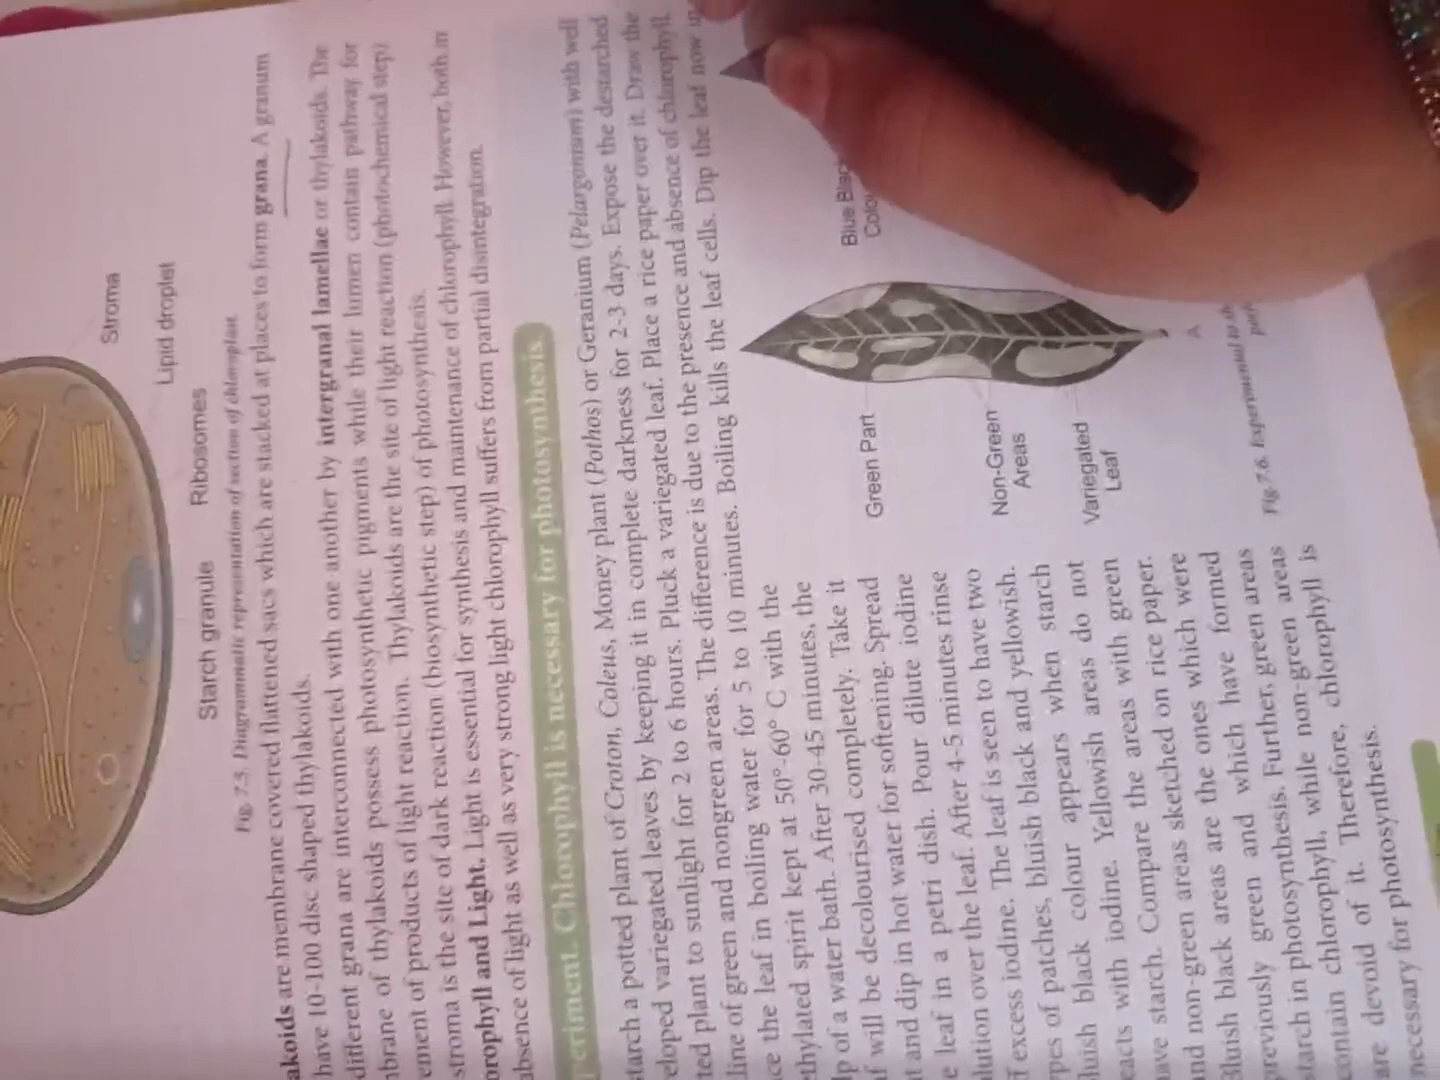 Stroma
Lipid droplet
Ribosomes
Starch granule
Fig. 7.5. Diagrammatic representation of section of chloroplast.
akoids are membrane covered flattened sacs which are stacked at places to form grana. A granum
have 10-100 disc shaped thylakoids.
different grana are interconnected with one another by intergranal lamellae or thylakoids. The
nbrane of thylakoids possess photosynthetic pigments while their lumen contain pathway for
ement of products of light reaction. Thylakoids are the site of light reaction (photochemical step)
stroma is the site of dark reaction (biosynthetic step) of photosynthesis.
orophyll and Light. Light is essential for synthesis and maintenance of chlorophyll. However, both in
absence of light as well as very strong light chlorophyll suffers from partial disintegration.
periment. Chlorophyll is necessary for photosynthesis.
starch a potted plant of Croton, Coleus, Money plant (Pothos) or Geranium (Pelargonium) with well
eloped variegated leaves by keeping it in complete darkness for 2-3 days. Expose the destarched
ted plant to sunlight for 2 to 6 hours. Pluck a variegated leaf. Place a rice paper over it. Draw the
line of green and nongreen areas. The difference is due to the presence and absence of chlorophyll.
ce the leaf in boiling water for 5 to 10 minutes. Boiling kills the leaf cells. Dip the leaf now in
thylated spirit kept at 50°-60° C with the
lp of a water bath. After 30-45 minutes, the
f will be decolourised completely. Take it
t and dip in hot water for softening. Spread
e leaf in a petri dish. Pour dilute iodine
lution over the leaf. After 4-5 minutes rinse
ff excess iodine. The leaf is seen to have two
pes of patches, bluish black and yellowish.
luish black colour appears when starch
eacts with iodine. Yellowish areas do not
ave starch. Compare the areas with green
nd non-green areas sketched on rice paper.
Bluish black areas are the ones which were
previously green and which have formed
starch in photosynthesis. Further, green areas
contain chlorophyll, while non-green areas
are devoid of it. Therefore, chlorophyll is
necessary for photosynthesis.
Green Part
Non-Green
Areas
Variegated
Leaf
Blue Blac
Colo
A
Fig. 7.6. Experimental to sh